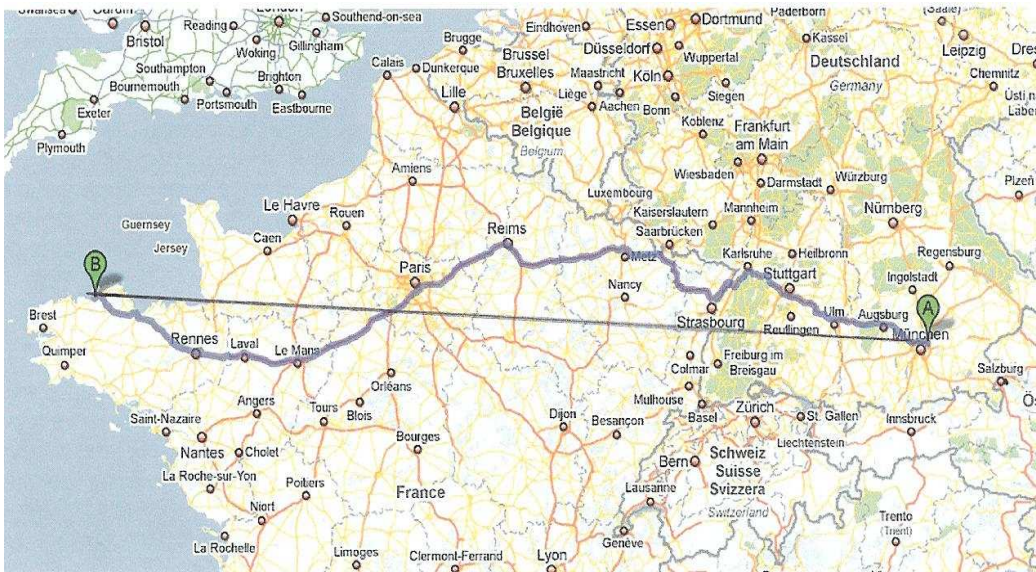 Cardiff
London
Southend-on-sea
Bristol
Reading
Woking
Gillingham
Southampton
Brighton
Bournemouth
Portsmouth
Eastbourne
Exeter
Plymouth
Eindhoven
Essen
Dortmund
Paderborn
(Saale)
Brugge
Düsseldorf
Wuppertal
Kassel
Leipzig
Calais
Dunkerque
Brussel
Bruxelles
Maastricht
Köln
Deutschland
Germany
Chemnitz
Lille
Liège
Aachen
Bonn
Siegen
België
Belgique
Belgium
Koblenz
Frankfurt
am Main
Wiesbaden
Darmstadt
Würzburg
Plzeň
Amiens
Luxembourg
Le Havre
Rouen
Caen
Guernsey
Jersey
Reims
Kaiserslautern
Saarbrücken
Mannheim
Heilbronn
Nürnberg
Regensburg
Metz
Karlsruhe
Stuttgart
Ingolstadt
Paris
Nancy
B
A
Strasbourg
Reutlingen
Ulm
Augsburg
München
Brest
Quimper
Rennes
Laval
Le Mans
Orléans
Colmar
Freiburg im
Breisgau
Salzburg
Saint-Nazaire
Angers
Tours
Blois
Mulhouse
Basel
Zürich
St. Gallen
Innsbruck
Dijon
Besançon
Liechtenstein
Nantes
Cholet
Bourges
Bern
Schweiz
Suisse
Svizzera
Switzerland
La Roche-sur-Yon
Poitiers
France
Lausanne
Niort
Trento
(Trent)
La Rochelle
Genève
Limoges
Clermont-Ferrand
Lyon